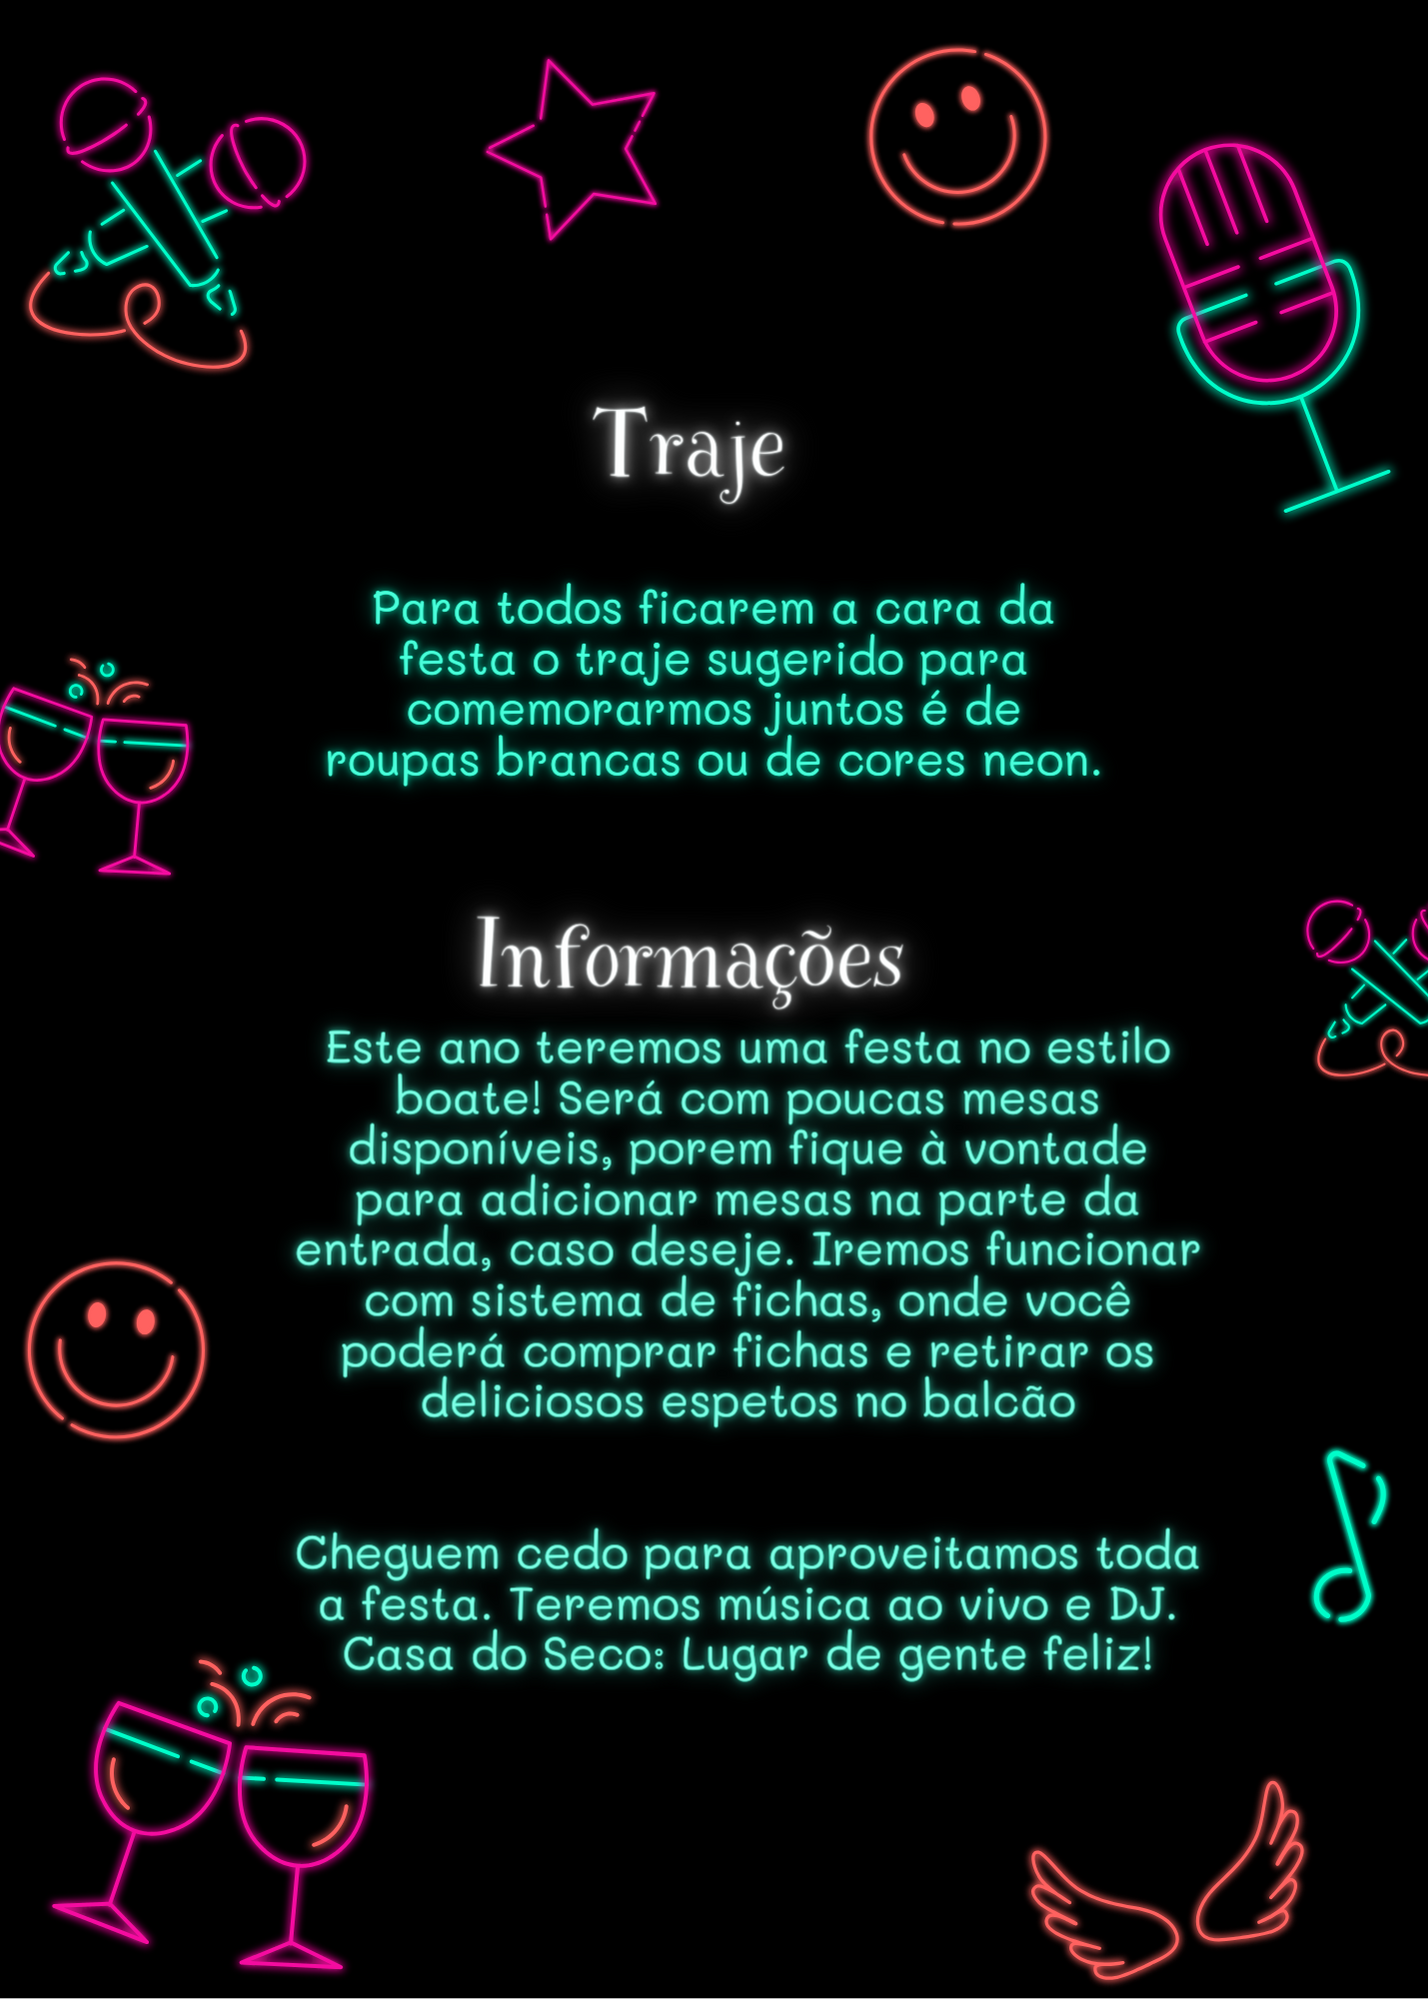 Traje
Para todos ficarem a cara da
festa o traje sugerido para
comemorarmos juntos é de
roupas brancas ou de cores neon.
Informações
Este ano teremos uma festa no estilo
boate! Será com poucas mesas
disponíveis, porem fique à vontade
para adicionar mesas na parte da
entrada, caso deseje. Iremos funcionar
com sistema de fichas, onde você
poderá comprar fichas e retirar os
deliciosos espetos no balcão
Cheguem cedo para aproveitamos toda
a festa. Teremos música ao vivo e DJ.
Casa do Seco: Lugar de gente feliz!